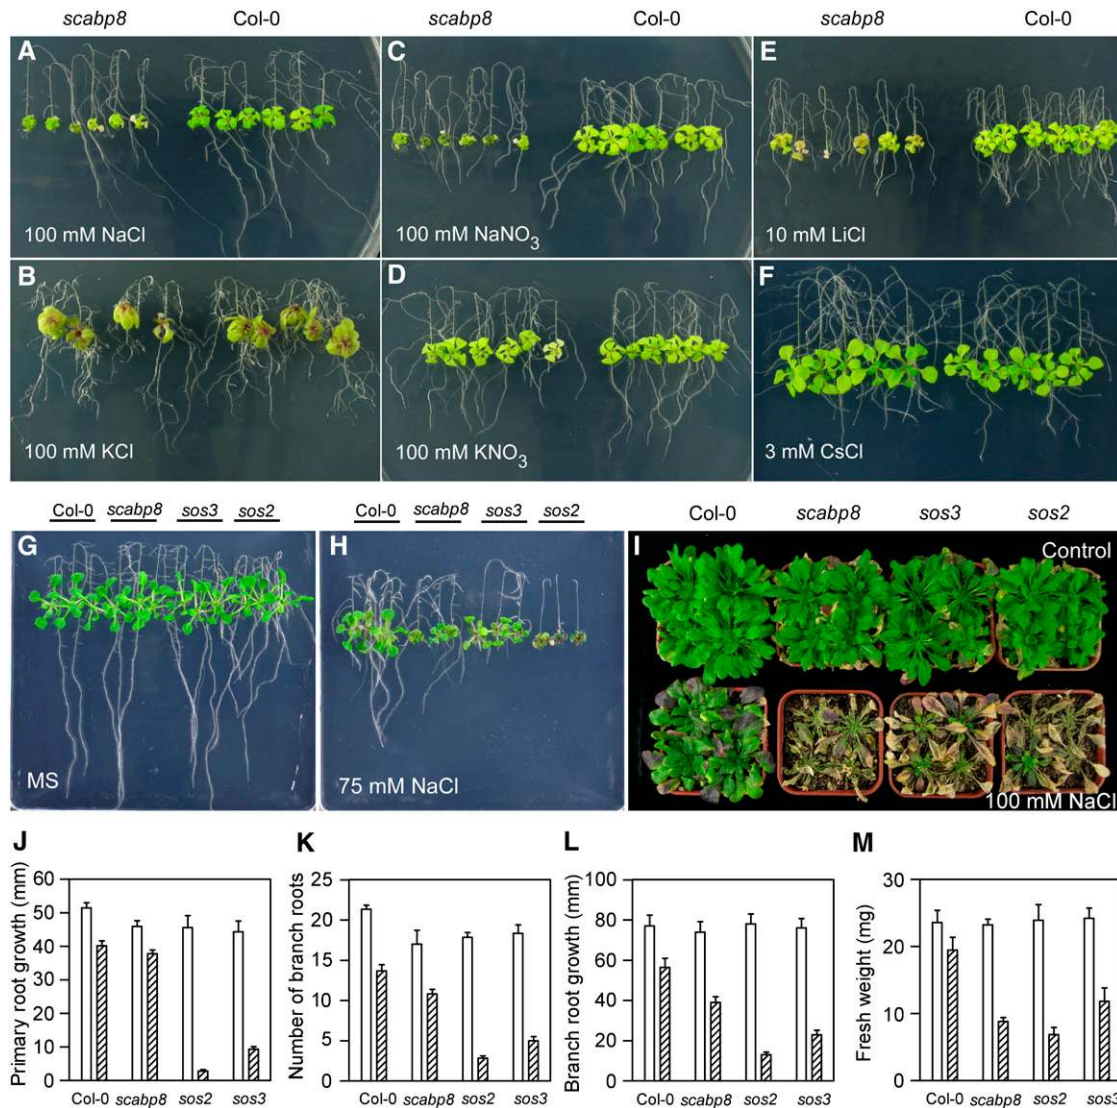 scabp8 Col-0 scabp8 Col-0 scabp8 Col-0
A C E
100 mM NaCl 100 mM NaNO₃ 10 mM LiCl
B D F
100 mM KCl 100 mM KNO₃ 3 mM CsCl
Col-0 scabp8 sos3 sos2 Col-0 scabp8 sos3 sos2 Col-0 scabp8 sos3 sos2
G H I Control
MS 75 mM NaCl 100 mM NaCl
J
Primary root growth (mm)
60
50
40
30
20
10
0
Col-0 scabp8 sos2 sos3
K
Number of branch roots
25
20
15
10
5
0
Col-0 scabp8 sos2 sos3
L
Branch root growth (mm)
100
80
60
40
20
0
Col-0 scabp8 sos2 sos3
M
Fresh weight (mg)
30
20
10
0
Col-0 scabp8 sos2 sos3